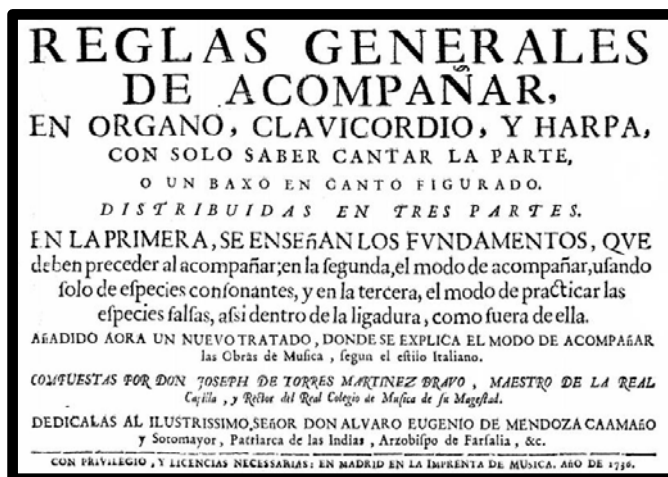 REGLAS GENERALES
DE ACOMPAÑAR,
EN ORGANO, CLAVICORDIO, Y HARPA,
CON SOLO SABER CANTAR LA PARTE,
O UN BAXO EN CANTO FIGURADO.
DISTRIBUIDAS EN TRES PARTES.
EN LA PRIMERA, SE ENSEñAN LOS FVNDAMENTOS, QVE
deben preceder al acompañar; en la ſegunda, el modo de acompañar, uſando
ſolo de eſpecies conſonantes, y en la tercera, el modo de practicar las
eſpecies falſas, aſsi dentro de la ligadura, como fuera de ella.
AñADIDO AORA UN NUEVO TRATADO, DONDE SE EXPLICA EL MODO DE ACOMPAñAR
las Obras de Muſica, ſegun el eſtilo Italiano.
COMPUESTAS POR DON JOSEPH DE TORRES MARTINEZ BRAVO, MAESTRO DE LA REAL
Capilla, y Rector del Real Colegio de Muſica de ſu Mageſtad.
DEDICALAS AL ILUSTRISSIMO, SEñOR DON ALVARO EUGENIO DE MENDOZA CAAMAñO
y Sotomayor, Patriarca de las Indias, Arzobiſpo de Farſalia, &c.
CON PRIVILEGIO, Y LICENCIAS NECESSARIAS: EN MADRID EN LA IMPRENTA DE MUSICA. AñO DE 1736.